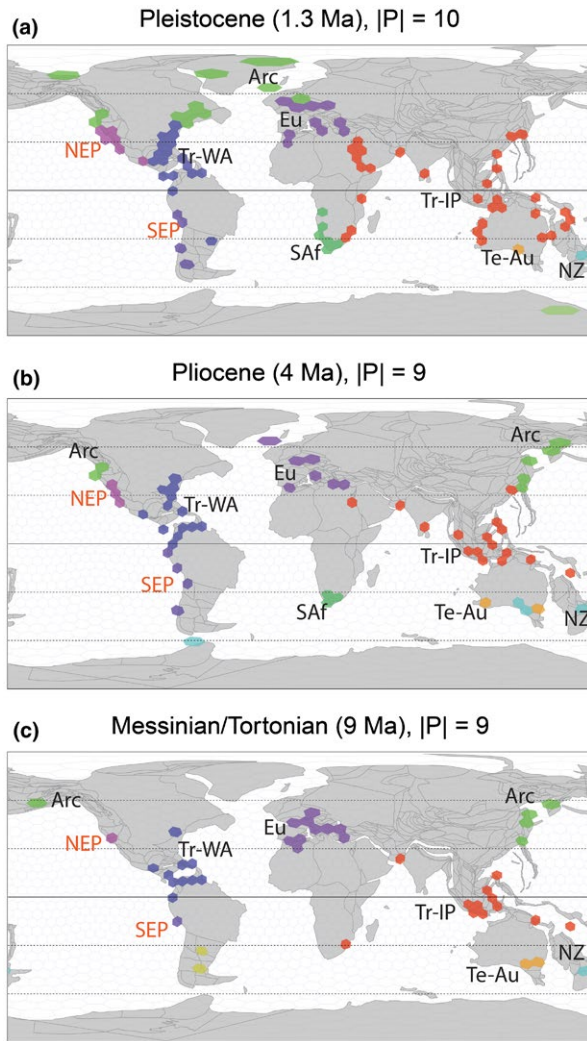 (a)
Pleistocene (1.3 Ma), |P| = 10
Arc
Eu
NEP
Tr-WA
Tr-IP
SEP
SAf
Te-Au
NZ
(b)
Pliocene (4 Ma), |P| = 9
Arc
Arc
NEP
Eu
Tr-WA
Tr-IP
SEP
SAf
Te-Au
NZ
(c)
Messinian/Tortonian (9 Ma), |P| = 9
Arc
Arc
NEP
Eu
Tr-WA
Tr-IP
SEP
NZ
Te-Au